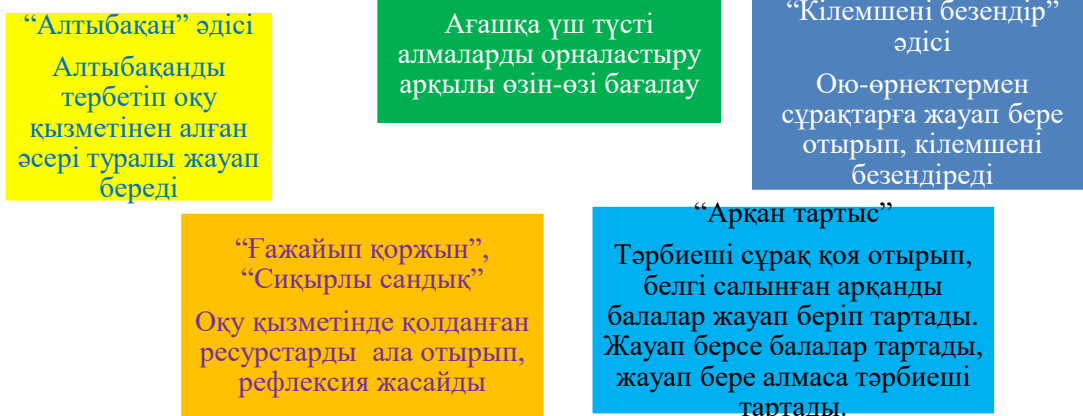 “Алтыбақан” әдісі
Алтыбақанды
тербетіп оқу
қызметінен алған
әсері туралы жауап
береді
Ағашқа үш түсті
алмаларды орналастыру
арқылы өзін-өзі бағалау
“Кілемшені безендір”
әдісі
Ою-өрнектермен
сұрақтарға жауап бере
отырып, кілемшені
безендіреді
“Ғажайып қоржын”,
“Сиқырлы сандық”
Оқу қызметінде қолданған
ресурстарды ала отырып,
рефлексия жасайды
“Арқан тартыс”
Тәрбиеші сұрақ қоя отырып,
белгі салынған арқанды
балалар жауап беріп тартады.
Жауап берсе балалар тартады,
жауап бере алмаса тәрбиеші
тартады.